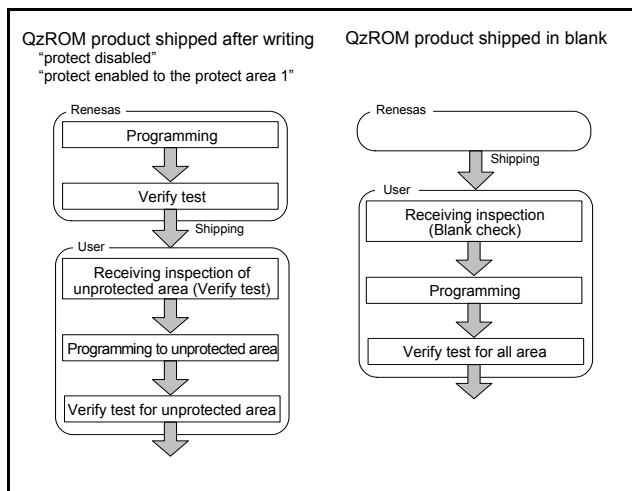 QzROM product shipped after writing
“protect disabled”
“protect enabled to the protect area 1”
Renesas
Programming
Verify test
Shipping
User
Receiving inspection of
unprotected area (Verify test)
Programming to unprotected area
Verify test for unprotected area
QzROM product shipped in blank
Renesas
Shipping
User
Receiving inspection
(Blank check)
Programming
Verify test for all area